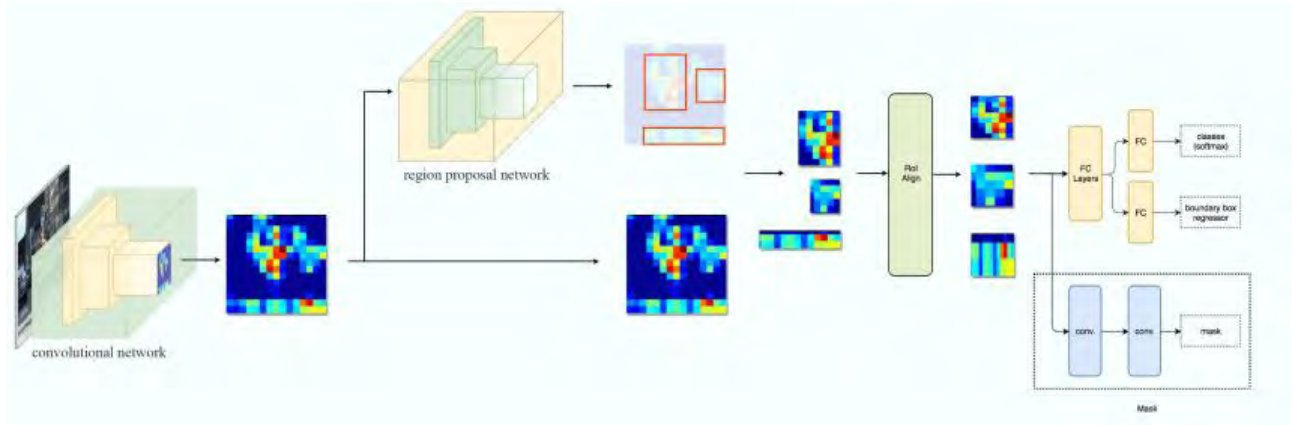 convolutional network
region proposal network
RoI
Align
FC
Layers
FC
classes
(softmax)
FC
boundary box
regressor
conv.
conv
mask
Mask